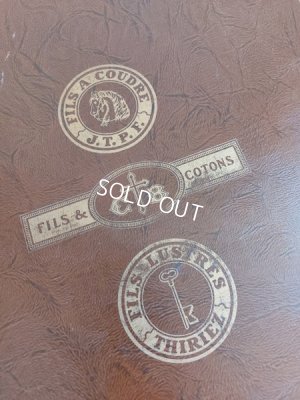 FILS A COUDRE
J.T.P.F.
FILS & COTONS
SOLD OUT
FILS LUSTRES
THIRIEZ